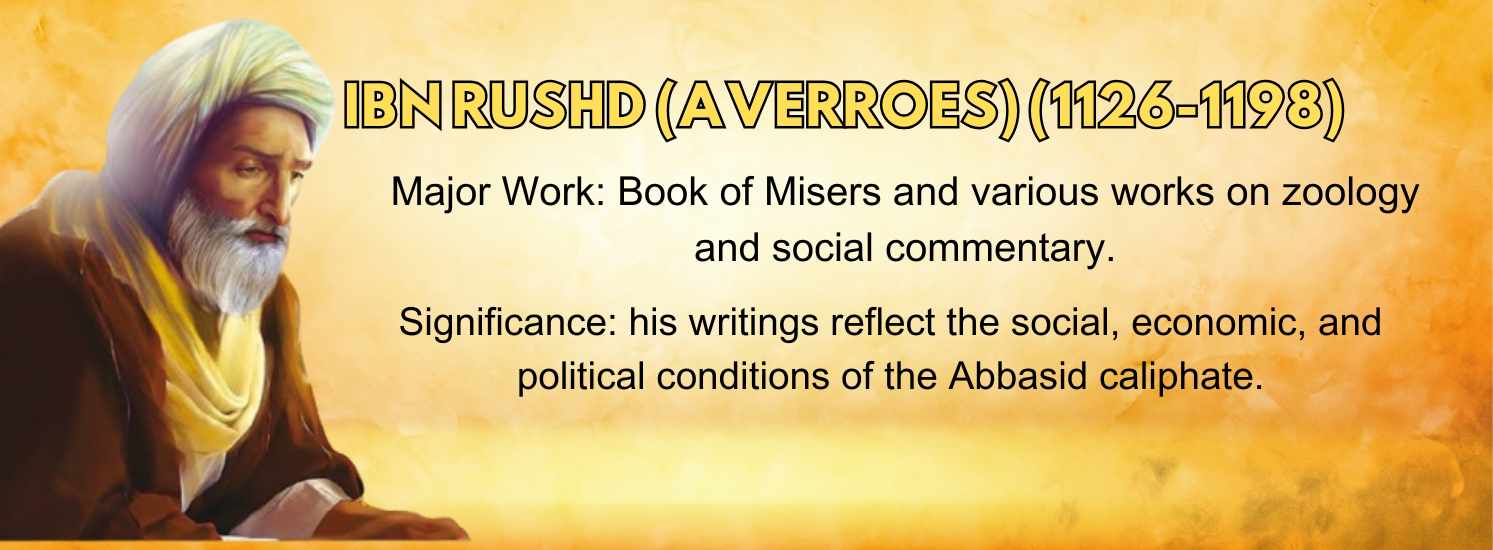 IBN RUSHD (AVERROES) (1126-1198)
Major Work: Book of Misers and various works on zoology
and social commentary.
Significance: his writings reflect the social, economic, and
political conditions of the Abbasid caliphate.